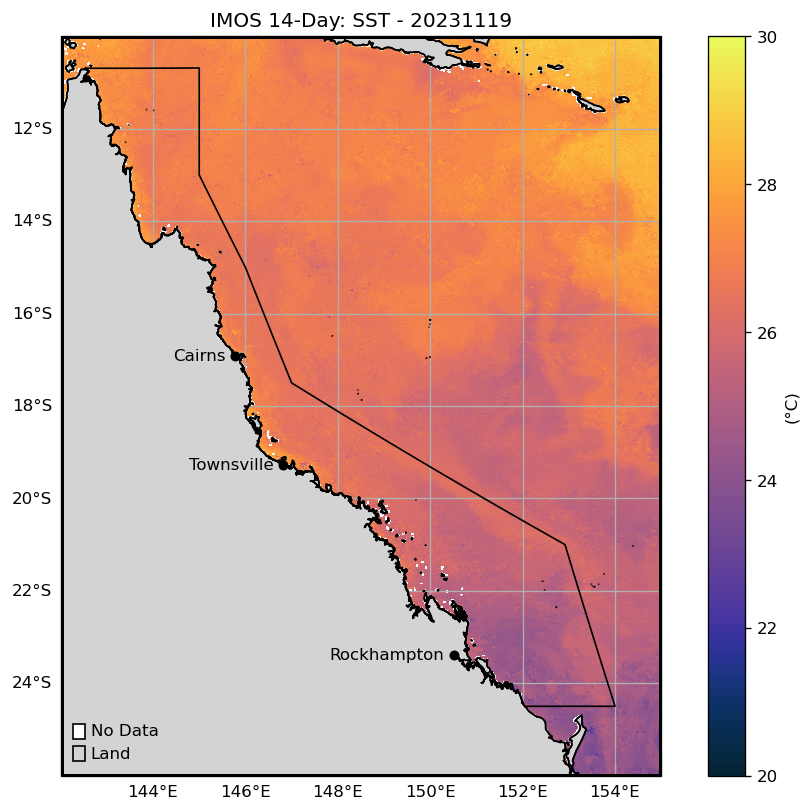 IMOS 14-Day: SST - 20231119
30
12°S
28
14°S
16°S
26
Cairns
18°S
(°C)
Townsville
24
20°S
22°S
22
Rockhampton
24°S
No Data
Land
20
144°E 146°E 148°E 150°E 152°E 154°E